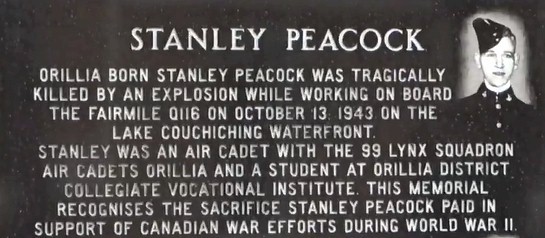 STANLEY PEACOCK
ORILLIA BORN STANLEY PEACOCK WAS TRAGICALLY
KILLED BY AN EXPLOSION WHILE WORKING ON BOARD
THE FAIRMILE Q116 ON OCTOBER 13, 1943 ON THE
LAKE COUCHICHING WATERFRONT.
STANLEY WAS AN AIR CADET WITH THE 99 LYNX SQUADRON
AIR CADETS ORILLIA AND A STUDENT AT ORILLIA DISTRICT
COLLEGIATE VOCATIONAL INSTITUTE. THIS MEMORIAL
RECOGNISES THE SACRIFICE STANLEY PEACOCK PAID IN
SUPPORT OF CANADIAN WAR EFFORTS DURING WORLD WAR II.